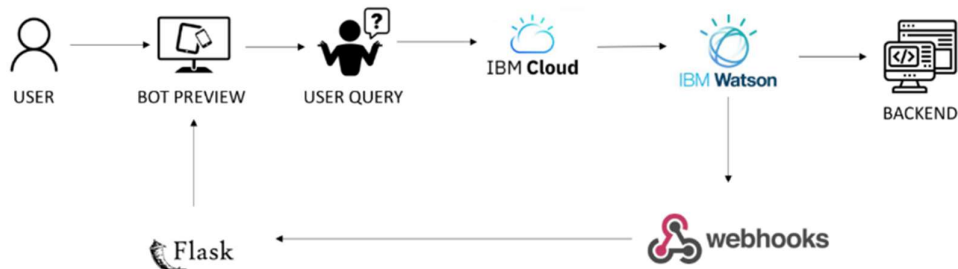 ?
IBM Cloud
IBM Watson
</>
USER
BOT PREVIEW
USER QUERY
BACKEND
Flask
webhooks